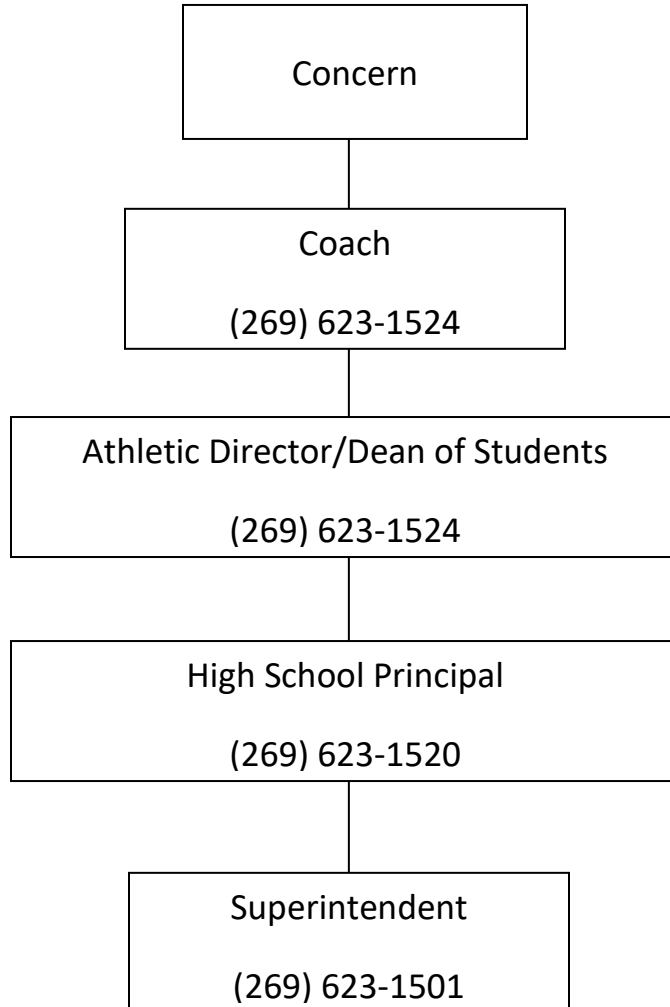 Concern
Coach
(269) 623-1524
Athletic Director/Dean of Students
(269) 623-1524
High School Principal
(269) 623-1520
Superintendent
(269) 623-1501